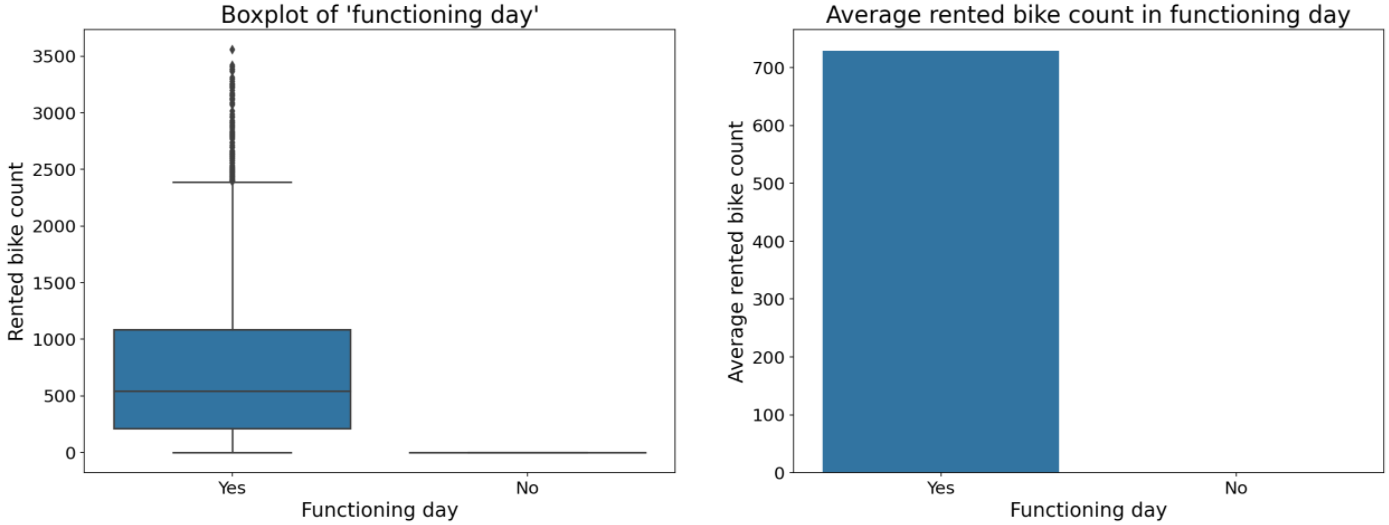 Boxplot of 'functioning day'
Rented bike count
3500
3000
2500
2000
1500
1000
500
0
Yes
No
Functioning day
Average rented bike count in functioning day
Average rented bike count
700
600
500
400
300
200
100
0
Yes
No
Functioning day